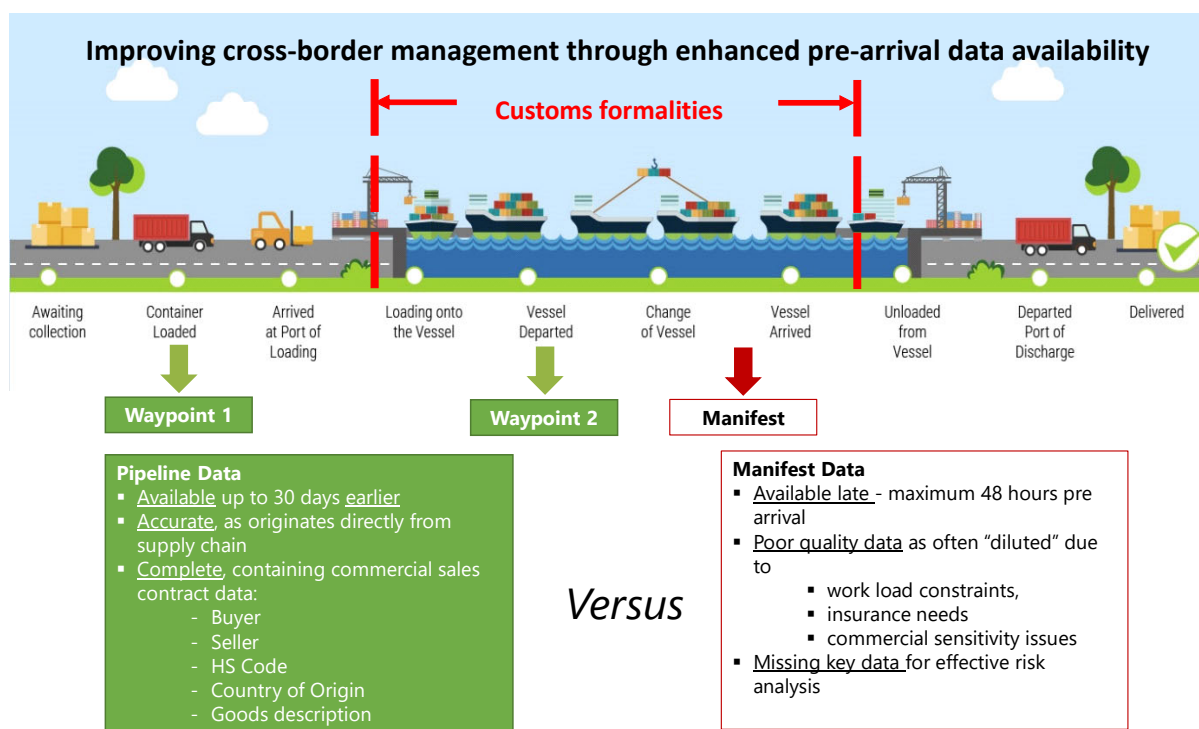 Improving cross-border management through enhanced pre-arrival data availability
Customs formalities
Awaiting
collection
Container
Loaded
Arrived
at Port of
Loading
Loading onto
the Vessel
Vessel
Departed
Change
of Vessel
Vessel
Arrived
Unloaded
from
Vessel
Departed
Port of
Discharge
Delivered
Waypoint 1
Waypoint 2
Manifest
Pipeline Data
▪ Available up to 30 days earlier
▪ Accurate, as originates directly from
supply chain
▪ Complete, containing commercial sales
contract data:
- Buyer
- Seller
- HS Code
- Country of Origin
- Goods description
Versus
Manifest Data
▪ Available late - maximum 48 hours pre
arrival
▪ Poor quality data as often “diluted” due
to
▪ work load constraints,
▪ insurance needs
▪ commercial sensitivity issues
▪ Missing key data for effective risk
analysis